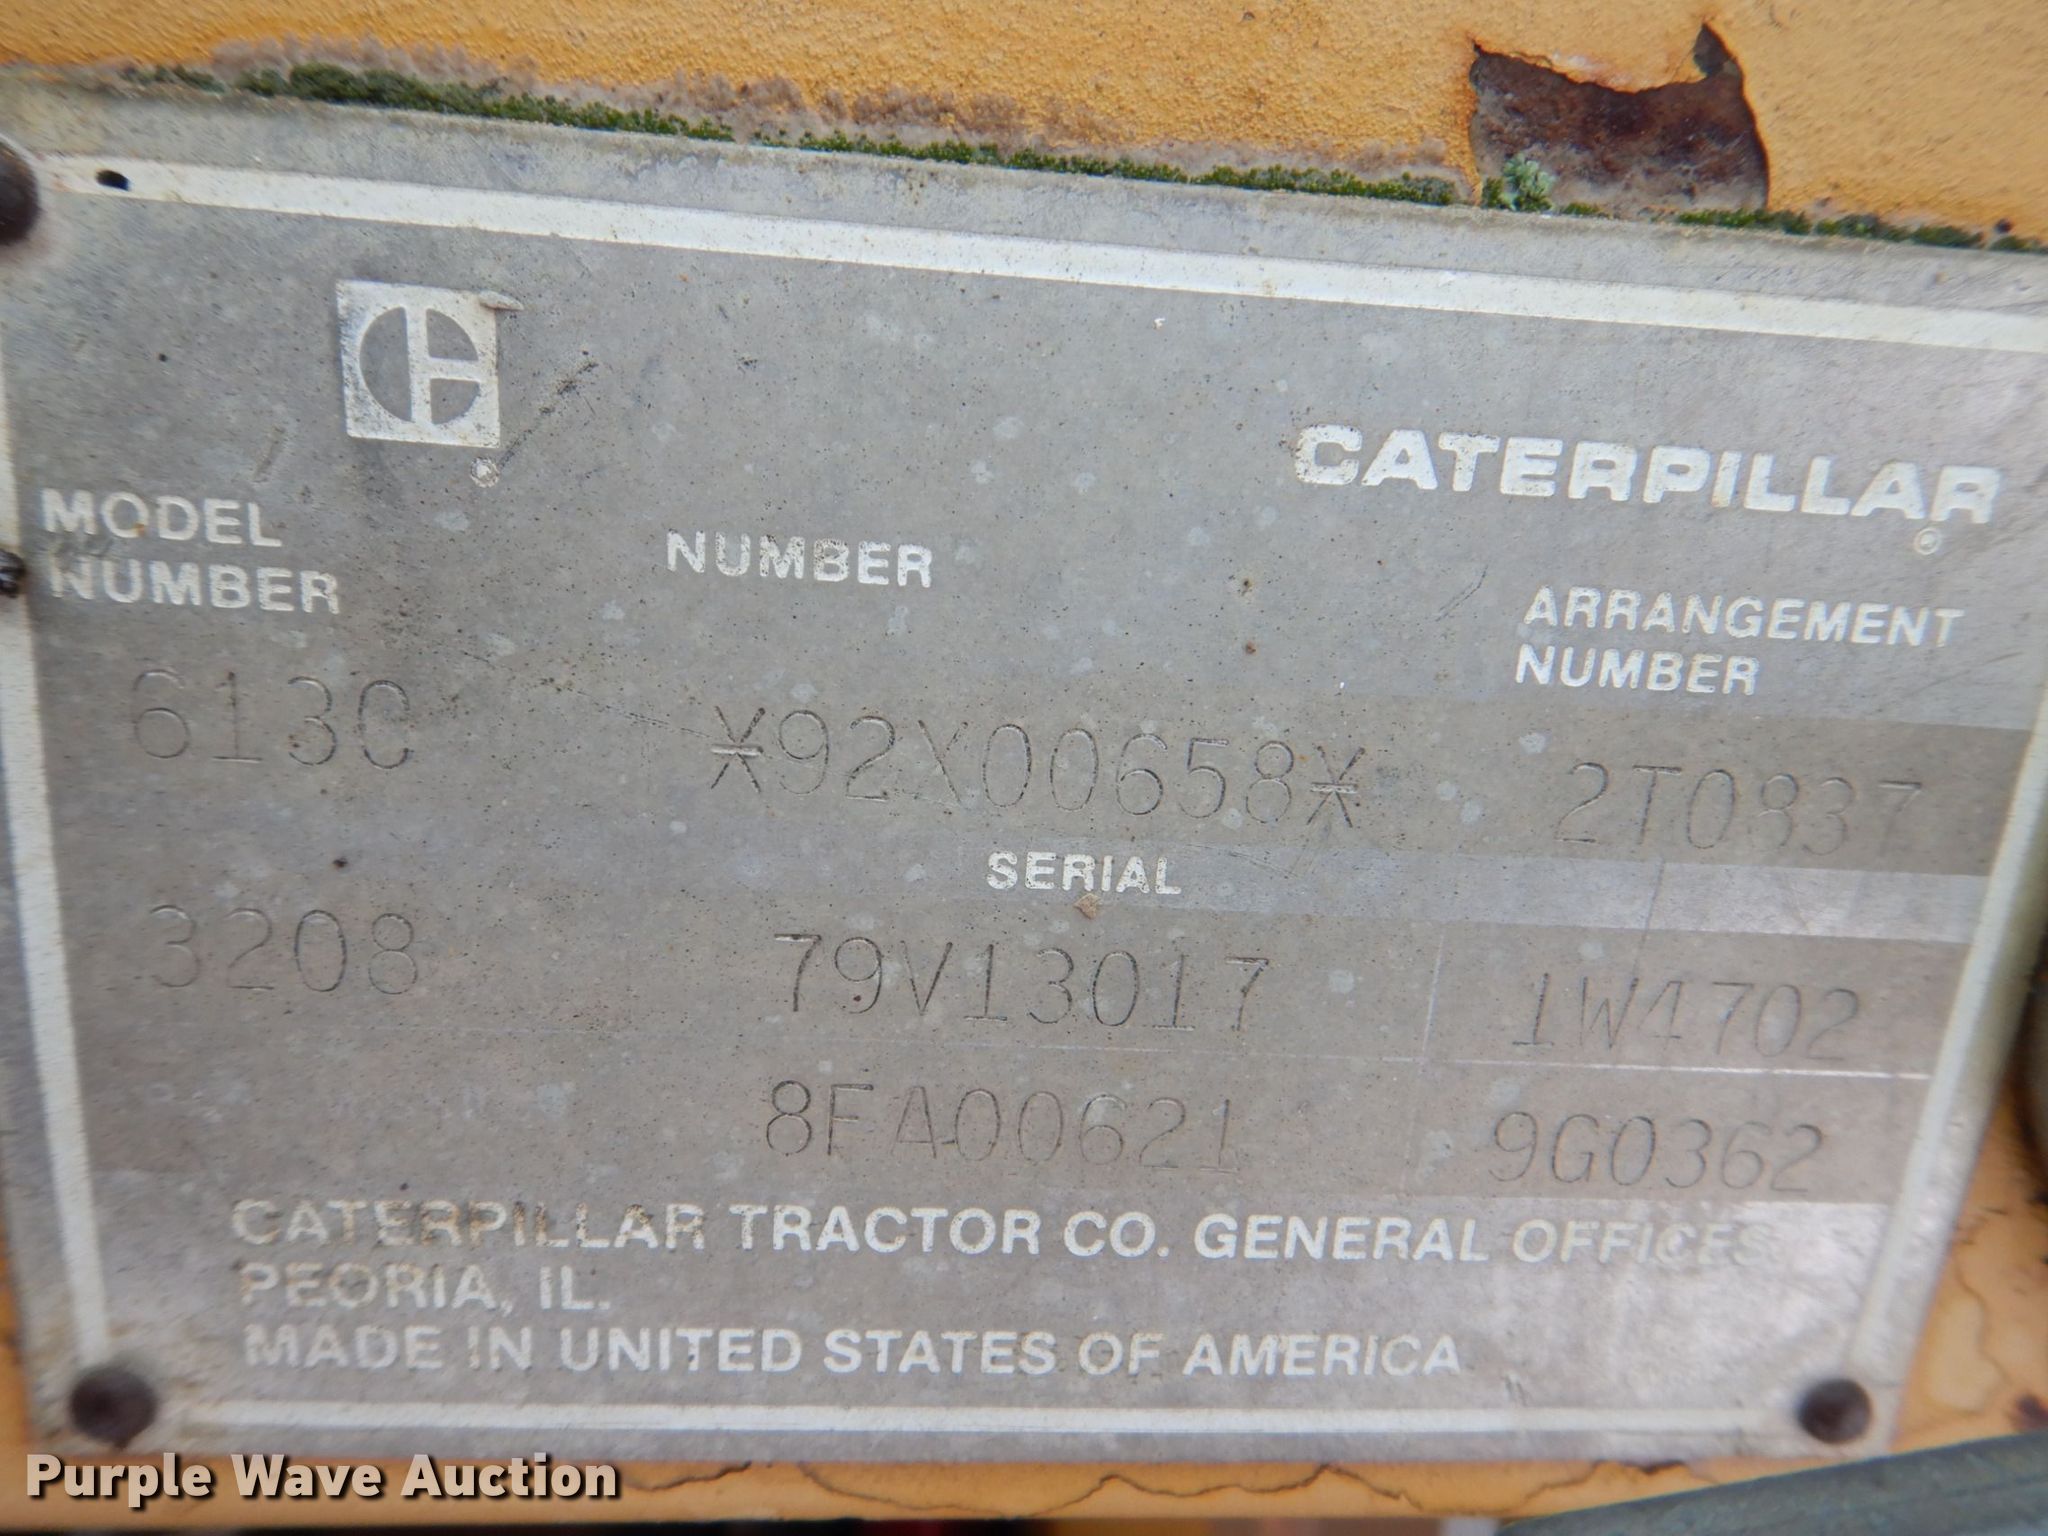 CATERPILLAR
®
®
MODEL
NUMBER
NUMBER
ARRANGEMENT
NUMBER
613C
*92X00658*
2T0837
SERIAL
3208
79V13017
1W4702
8FA00621
9G0362
CATERPILLAR TRACTOR CO. GENERAL OFFICES
PEORIA, IL.
MADE IN UNITED STATES OF AMERICA
Purple Wave Auction